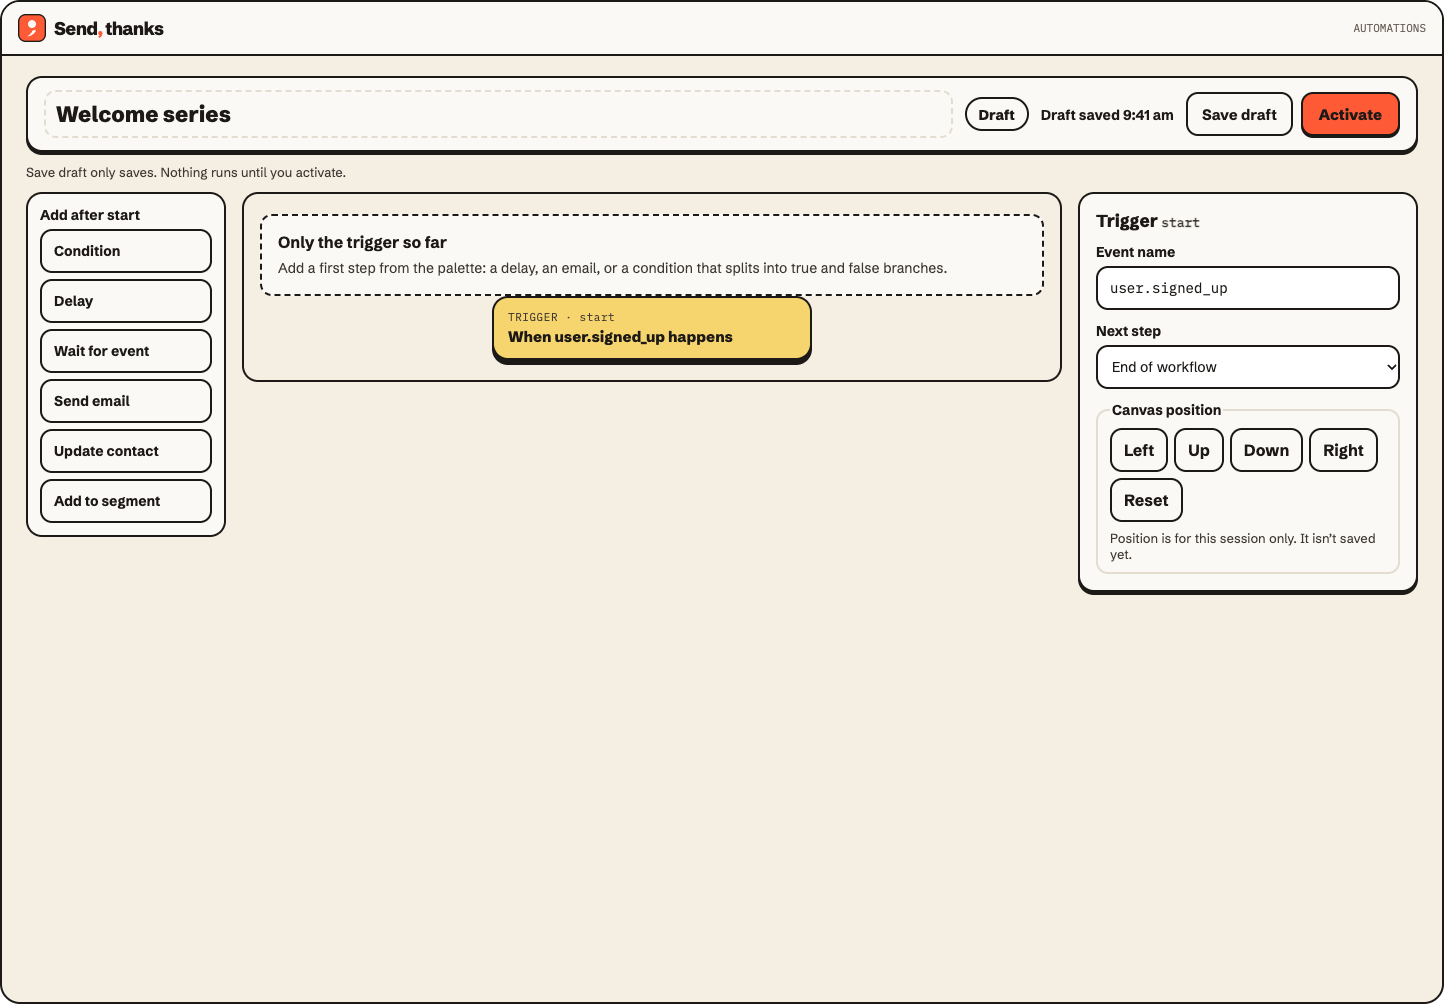 Send, thanks
AUTOMATIONS
Welcome series
Draft
Draft saved 9:41 am
Save draft
Activate
Save draft only saves. Nothing runs until you activate.
Add after start
Condition
Delay
Wait for event
Send email
Update contact
Add to segment
Only the trigger so far
Add a first step from the palette: a delay, an email, or a condition that splits into true and false branches.
TRIGGER · start
When user.signed_up happens
Trigger start
Event name
user.signed_up
Next step
End of workflow
Canvas position
Left
Up
Down
Right
Reset
Position is for this session only. It isn't saved
yet.